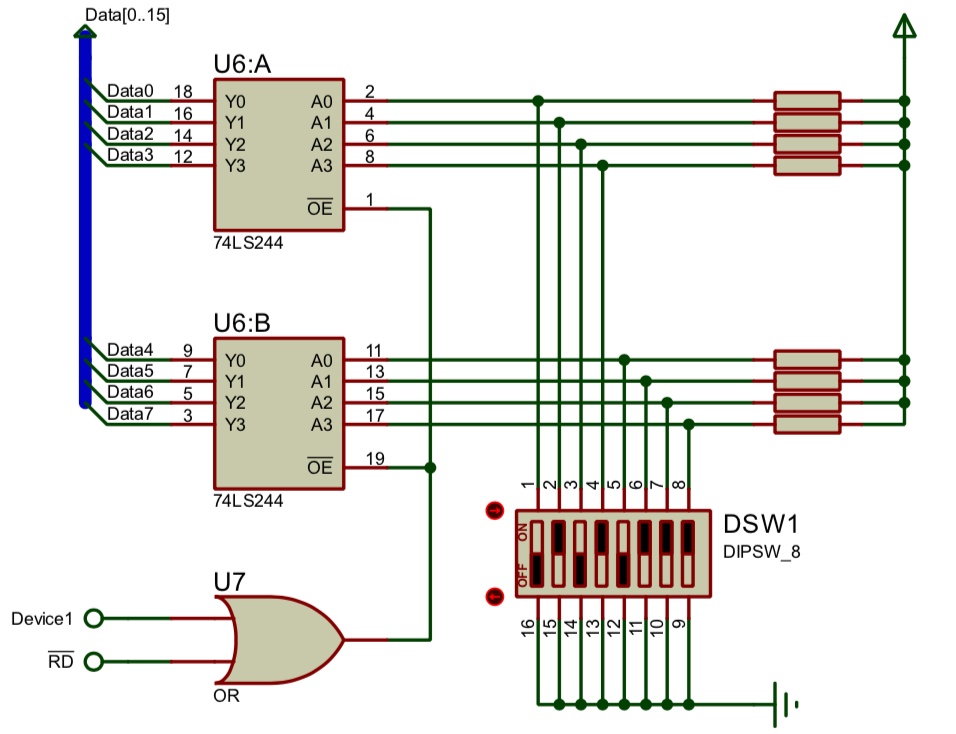 Data[0..15]
U6:A
Data0 18 Y0 A0 2
Data1 16 Y1 A1 4
Data2 14 Y2 A2 6
Data3 12 Y3 A3 8
OE 1
74LS244
U6:B
Data4 9 Y0 A0 11
Data5 7 Y1 A1 13
Data6 5 Y2 A2 15
Data7 3 Y3 A3 17
OE 19
74LS244
1 2 3 4 5 6 7 8
ON
OFF
DSW1
DIPSW_8
16 15 14 13 12 11 10 9
U7
Device1
RD
OR